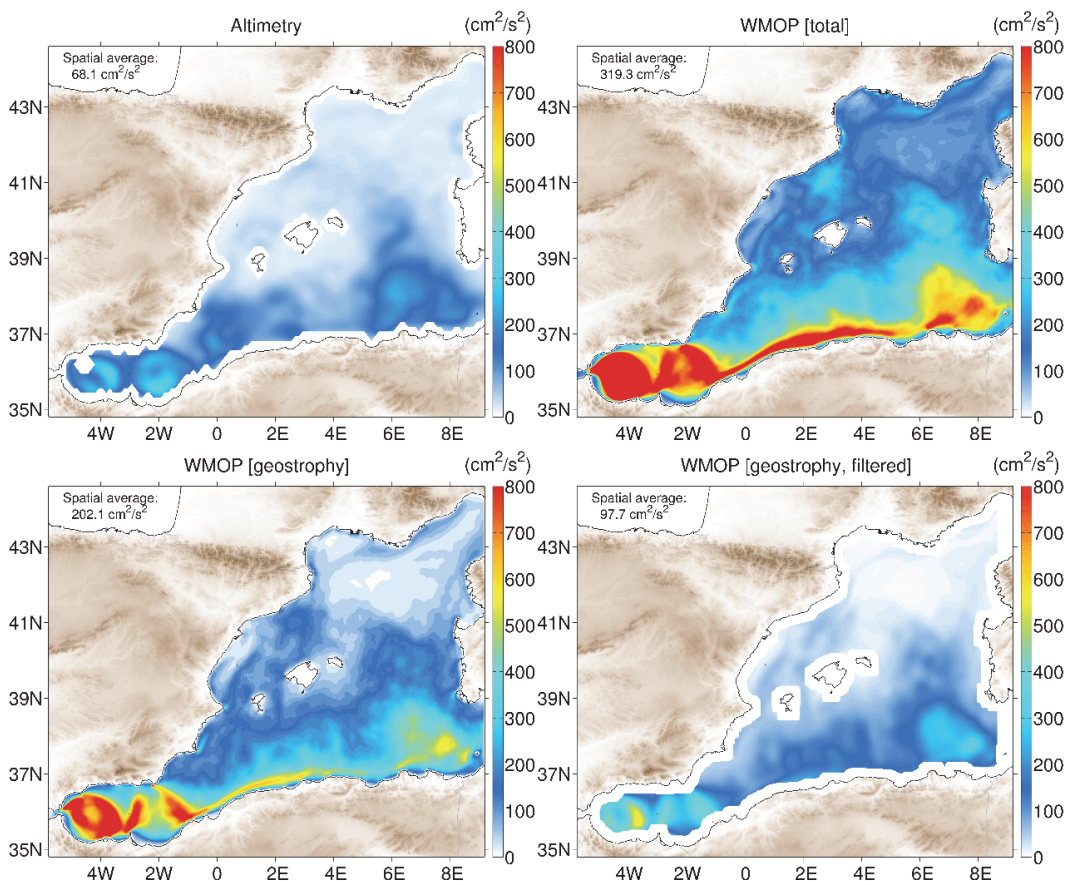 Altimetry
(cm²/s²)
Spatial average:
68.1 cm²/s²
43N
41N
39N
37N
35N
4W 2W 0 2E 4E 6E 8E
800
700
600
500
400
300
200
100
0
WMOP [total]
(cm²/s²)
Spatial average:
319.3 cm²/s²
43N
41N
39N
37N
35N
4W 2W 0 2E 4E 6E 8E
800
700
600
500
400
300
200
100
0
WMOP [geostrophy]
(cm²/s²)
Spatial average:
202.1 cm²/s²
43N
41N
39N
37N
35N
4W 2W 0 2E 4E 6E 8E
800
700
600
500
400
300
200
100
0
WMOP [geostrophy, filtered]
(cm²/s²)
Spatial average:
97.7 cm²/s²
43N
41N
39N
37N
35N
4W 2W 0 2E 4E 6E 8E
800
700
600
500
400
300
200
100
0